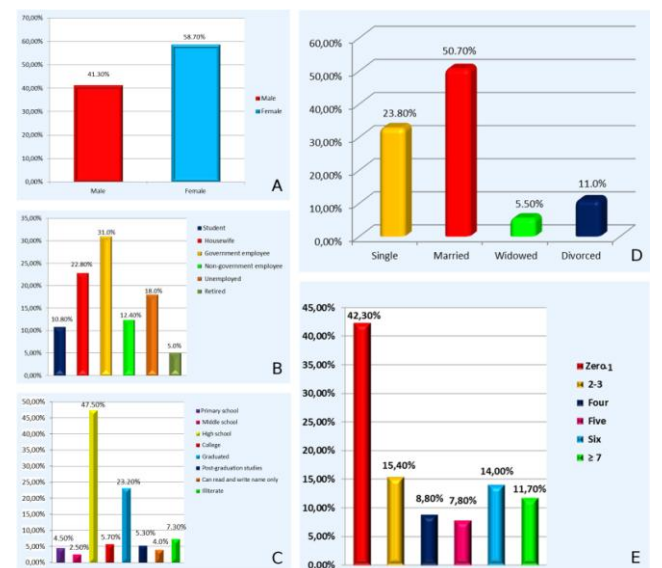 70,00%
60,00%
50,00%
40,00%
30,00%
20,00%
10,00%
0,00%
41.30%
58.70%
Male
Female
Male
Female
A
35,00%
30,00%
25,00%
20,00%
15,00%
10,00%
5,00%
0,00%
10.80%
22.80%
31.0%
12.40%
18.0%
5.0%
Student
Housewife
Government employee
Non-government employee
Unemployed
Retired
B
50,00%
45,00%
40,00%
35,00%
30,00%
25,00%
20,00%
15,00%
10,00%
5,00%
0,00%
4.50%
2.50%
47.50%
5.70%
23.20%
5.30%
4.0%
7.30%
Primary school
Middle school
High school
College
Graduated
Post-graduation studies
Can read and write name only
Illiterate
C
60,00%
50,00%
40,00%
30,00%
20,00%
10,00%
0,00%
23.80%
50.70%
5.50%
11.0%
Single Married Widowed Divorced
D
45,00%
40,00%
35,00%
30,00%
25,00%
20,00%
15,00%
10,00%
5,00%
0,00%
42,30%
15,40%
8,80%
7,80%
14,00%
11,70%
Zero-1
2-3
Four
Five
Six
≥ 7
E